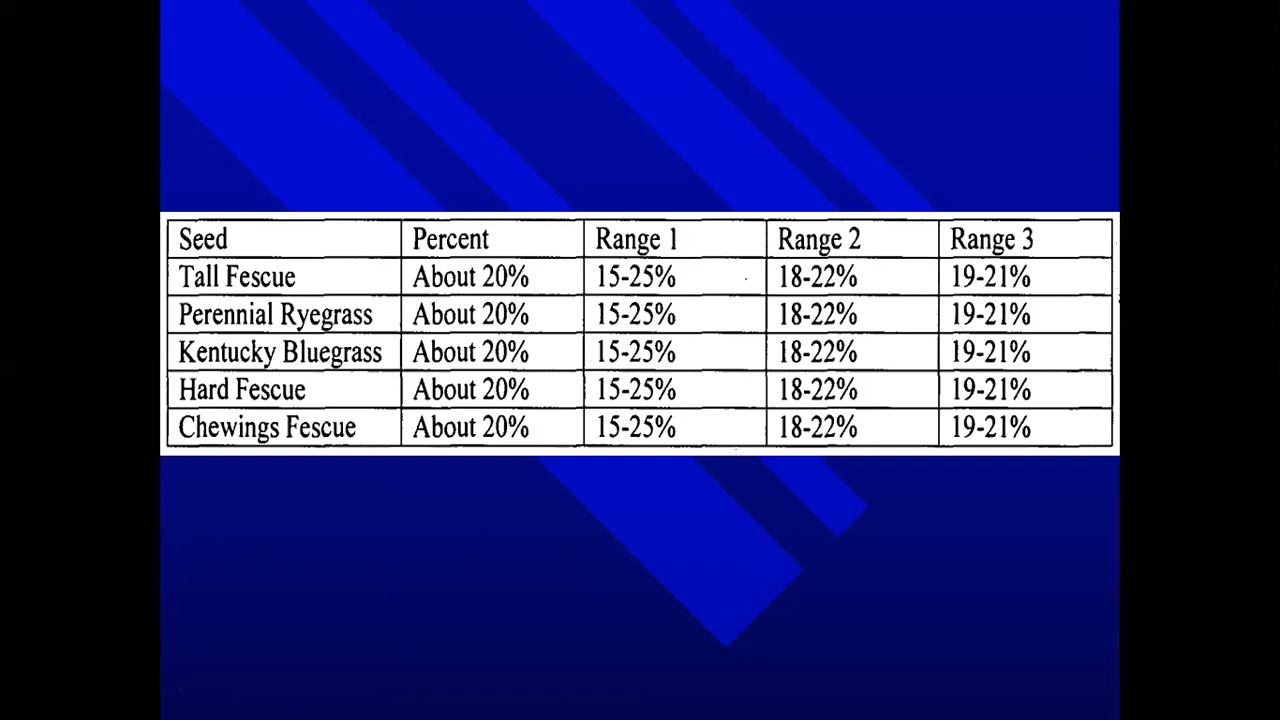 Seed Percent Range 1 Range 2 Range 3
Tall Fescue About 20% 15-25% 18-22% 19-21%
Perennial Ryegrass About 20% 15-25% 18-22% 19-21%
Kentucky Bluegrass About 20% 15-25% 18-22% 19-21%
Hard Fescue About 20% 15-25% 18-22% 19-21%
Chewings Fescue About 20% 15-25% 18-22% 19-21%